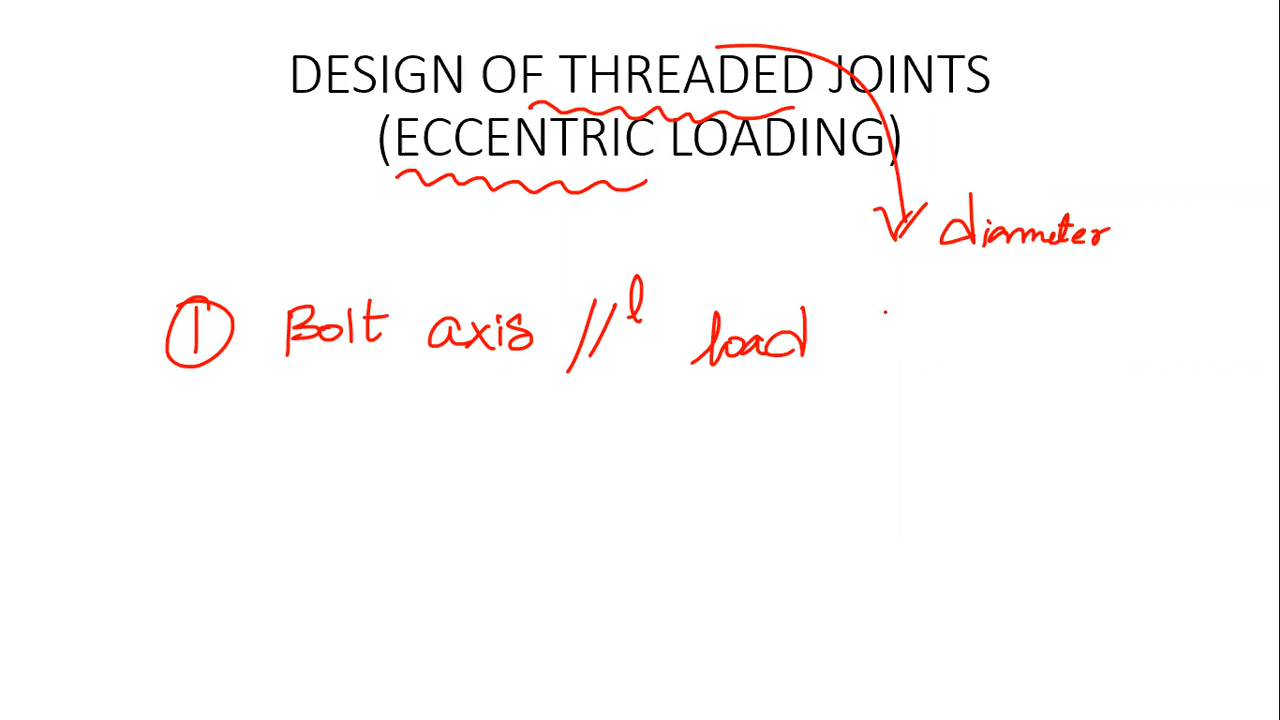 DESIGN OF THREADED JOINTS
(ECCENTRIC LOADING)
diameter
① Bolt axis //l load